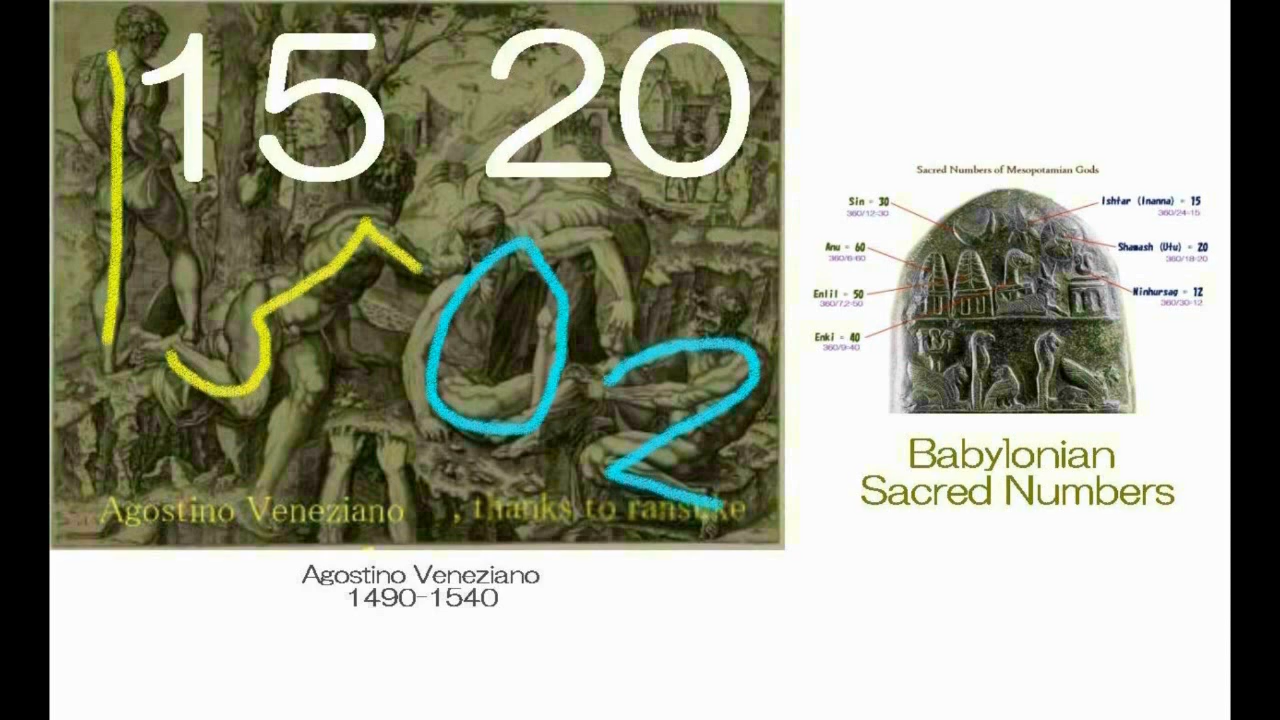 15 20
02
Agostino Veneziano , thanks to
Agostino Veneziano
1490-1540
Sacred Numbers of Mesopotamian Gods
Sin = 30
360/12=30
Anu = 60
360/6=60
Enlil = 50
360/7,2=50
Enki = 40
360/9=40
Ishtar (Inanna) = 15
360/24=15
Shamash (Utu) = 20
360/18=20
Ninhursag = 12
360/30=12
Babylonian
Sacred Numbers